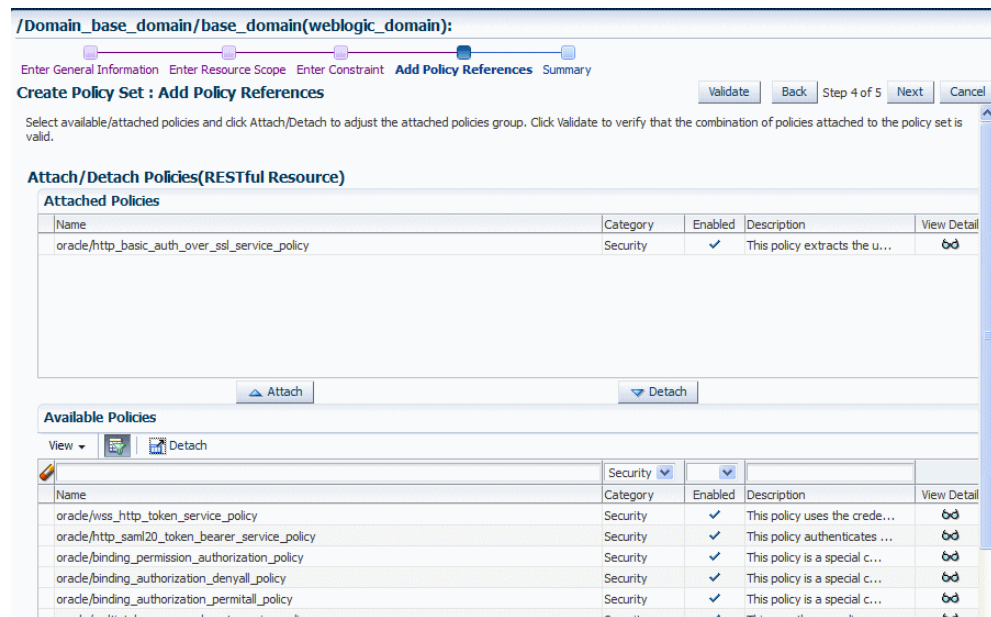 /Domain_base_domain/base_domain(weblogic_domain):
Enter General Information Enter Resource Scope Enter Constraint Add Policy References Summary
Create Policy Set : Add Policy References
Validate Back Step 4 of 5 Next Cancel
Select available/attached policies and click Attach/Detach to adjust the attached policies group. Click Validate to verify that the combination of policies attached to the policy set is
valid.
Attach/Detach Policies(RESTful Resource)
Attached Policies
Name Category Enabled Description View Detail
oracle/http_basic_auth_over_ssl_service_policy Security This policy extracts the u...
Attach Detach
Available Policies
View Detach
Security
Name Category Enabled Description View Detail
oracle/wss_http_token_service_policy Security This policy uses the crede...
oracle/http_saml20_token_bearer_service_policy Security This policy authenticates ...
oracle/binding_permission_authorization_policy Security This policy is a special c...
oracle/binding_authorization_denyall_policy Security This policy is a special c...
oracle/binding_authorization_permitall_policy Security This policy is a special c...